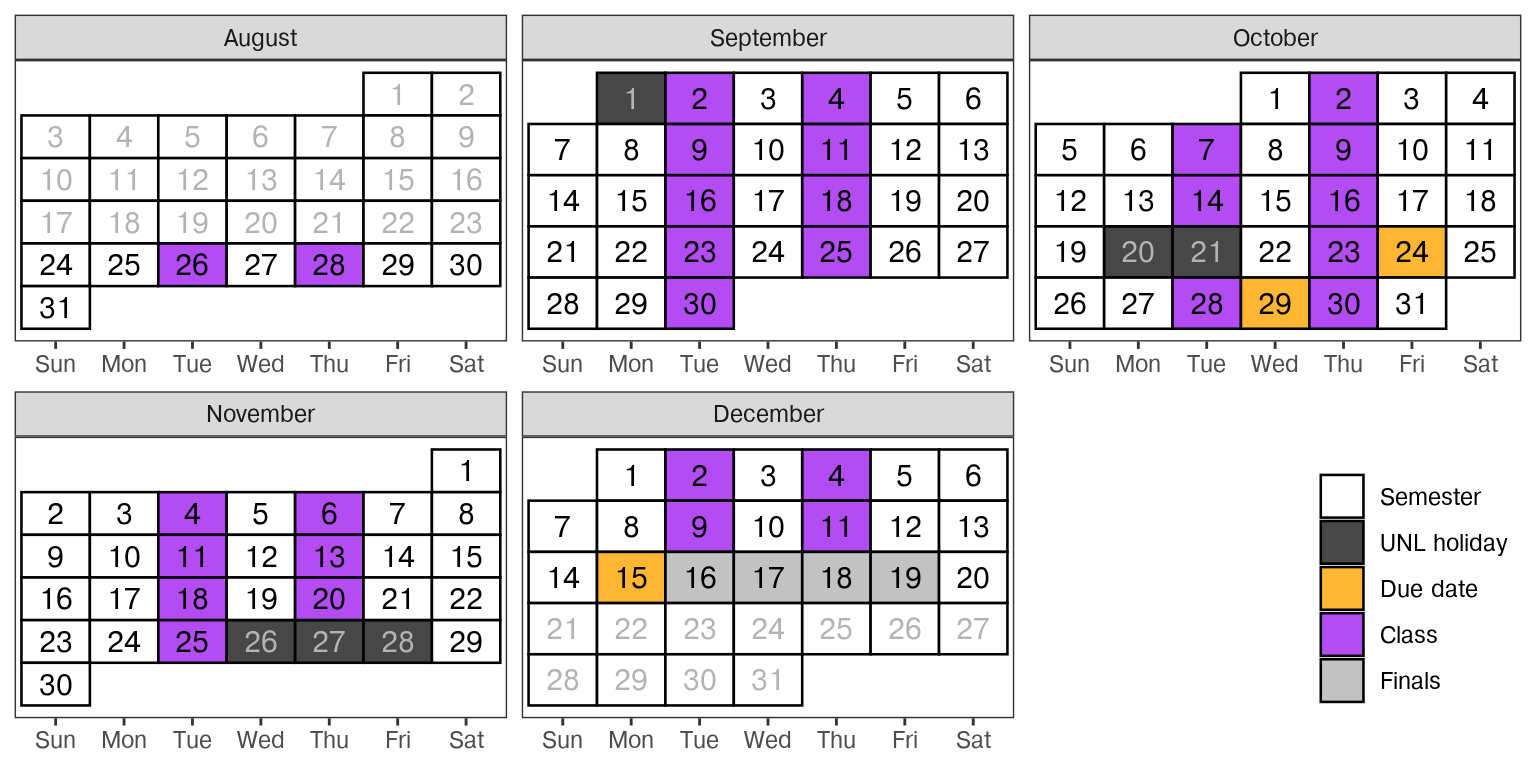 August
1 2
3 4 5 6 7 8 9
10 11 12 13 14 15 16
17 18 19 20 21 22 23
24 25 26 27 28 29 30
31
Sun Mon Tue Wed Thu Fri Sat
September
1 2 3 4 5 6
7 8 9 10 11 12 13
14 15 16 17 18 19 20
21 22 23 24 25 26 27
28 29 30
Sun Mon Tue Wed Thu Fri Sat
October
1 2 3 4
5 6 7 8 9 10 11
12 13 14 15 16 17 18
19 20 21 22 23 24 25
26 27 28 29 30 31
Sun Mon Tue Wed Thu Fri Sat
November
1
2 3 4 5 6 7 8
9 10 11 12 13 14 15
16 17 18 19 20 21 22
23 24 25 26 27 28 29
30
Sun Mon Tue Wed Thu Fri Sat
December
1 2 3 4 5 6
7 8 9 10 11 12 13
14 15 16 17 18 19 20
21 22 23 24 25 26 27
28 29 30 31
Sun Mon Tue Wed Thu Fri Sat
Semester
UNL holiday
Due date
Class
Finals